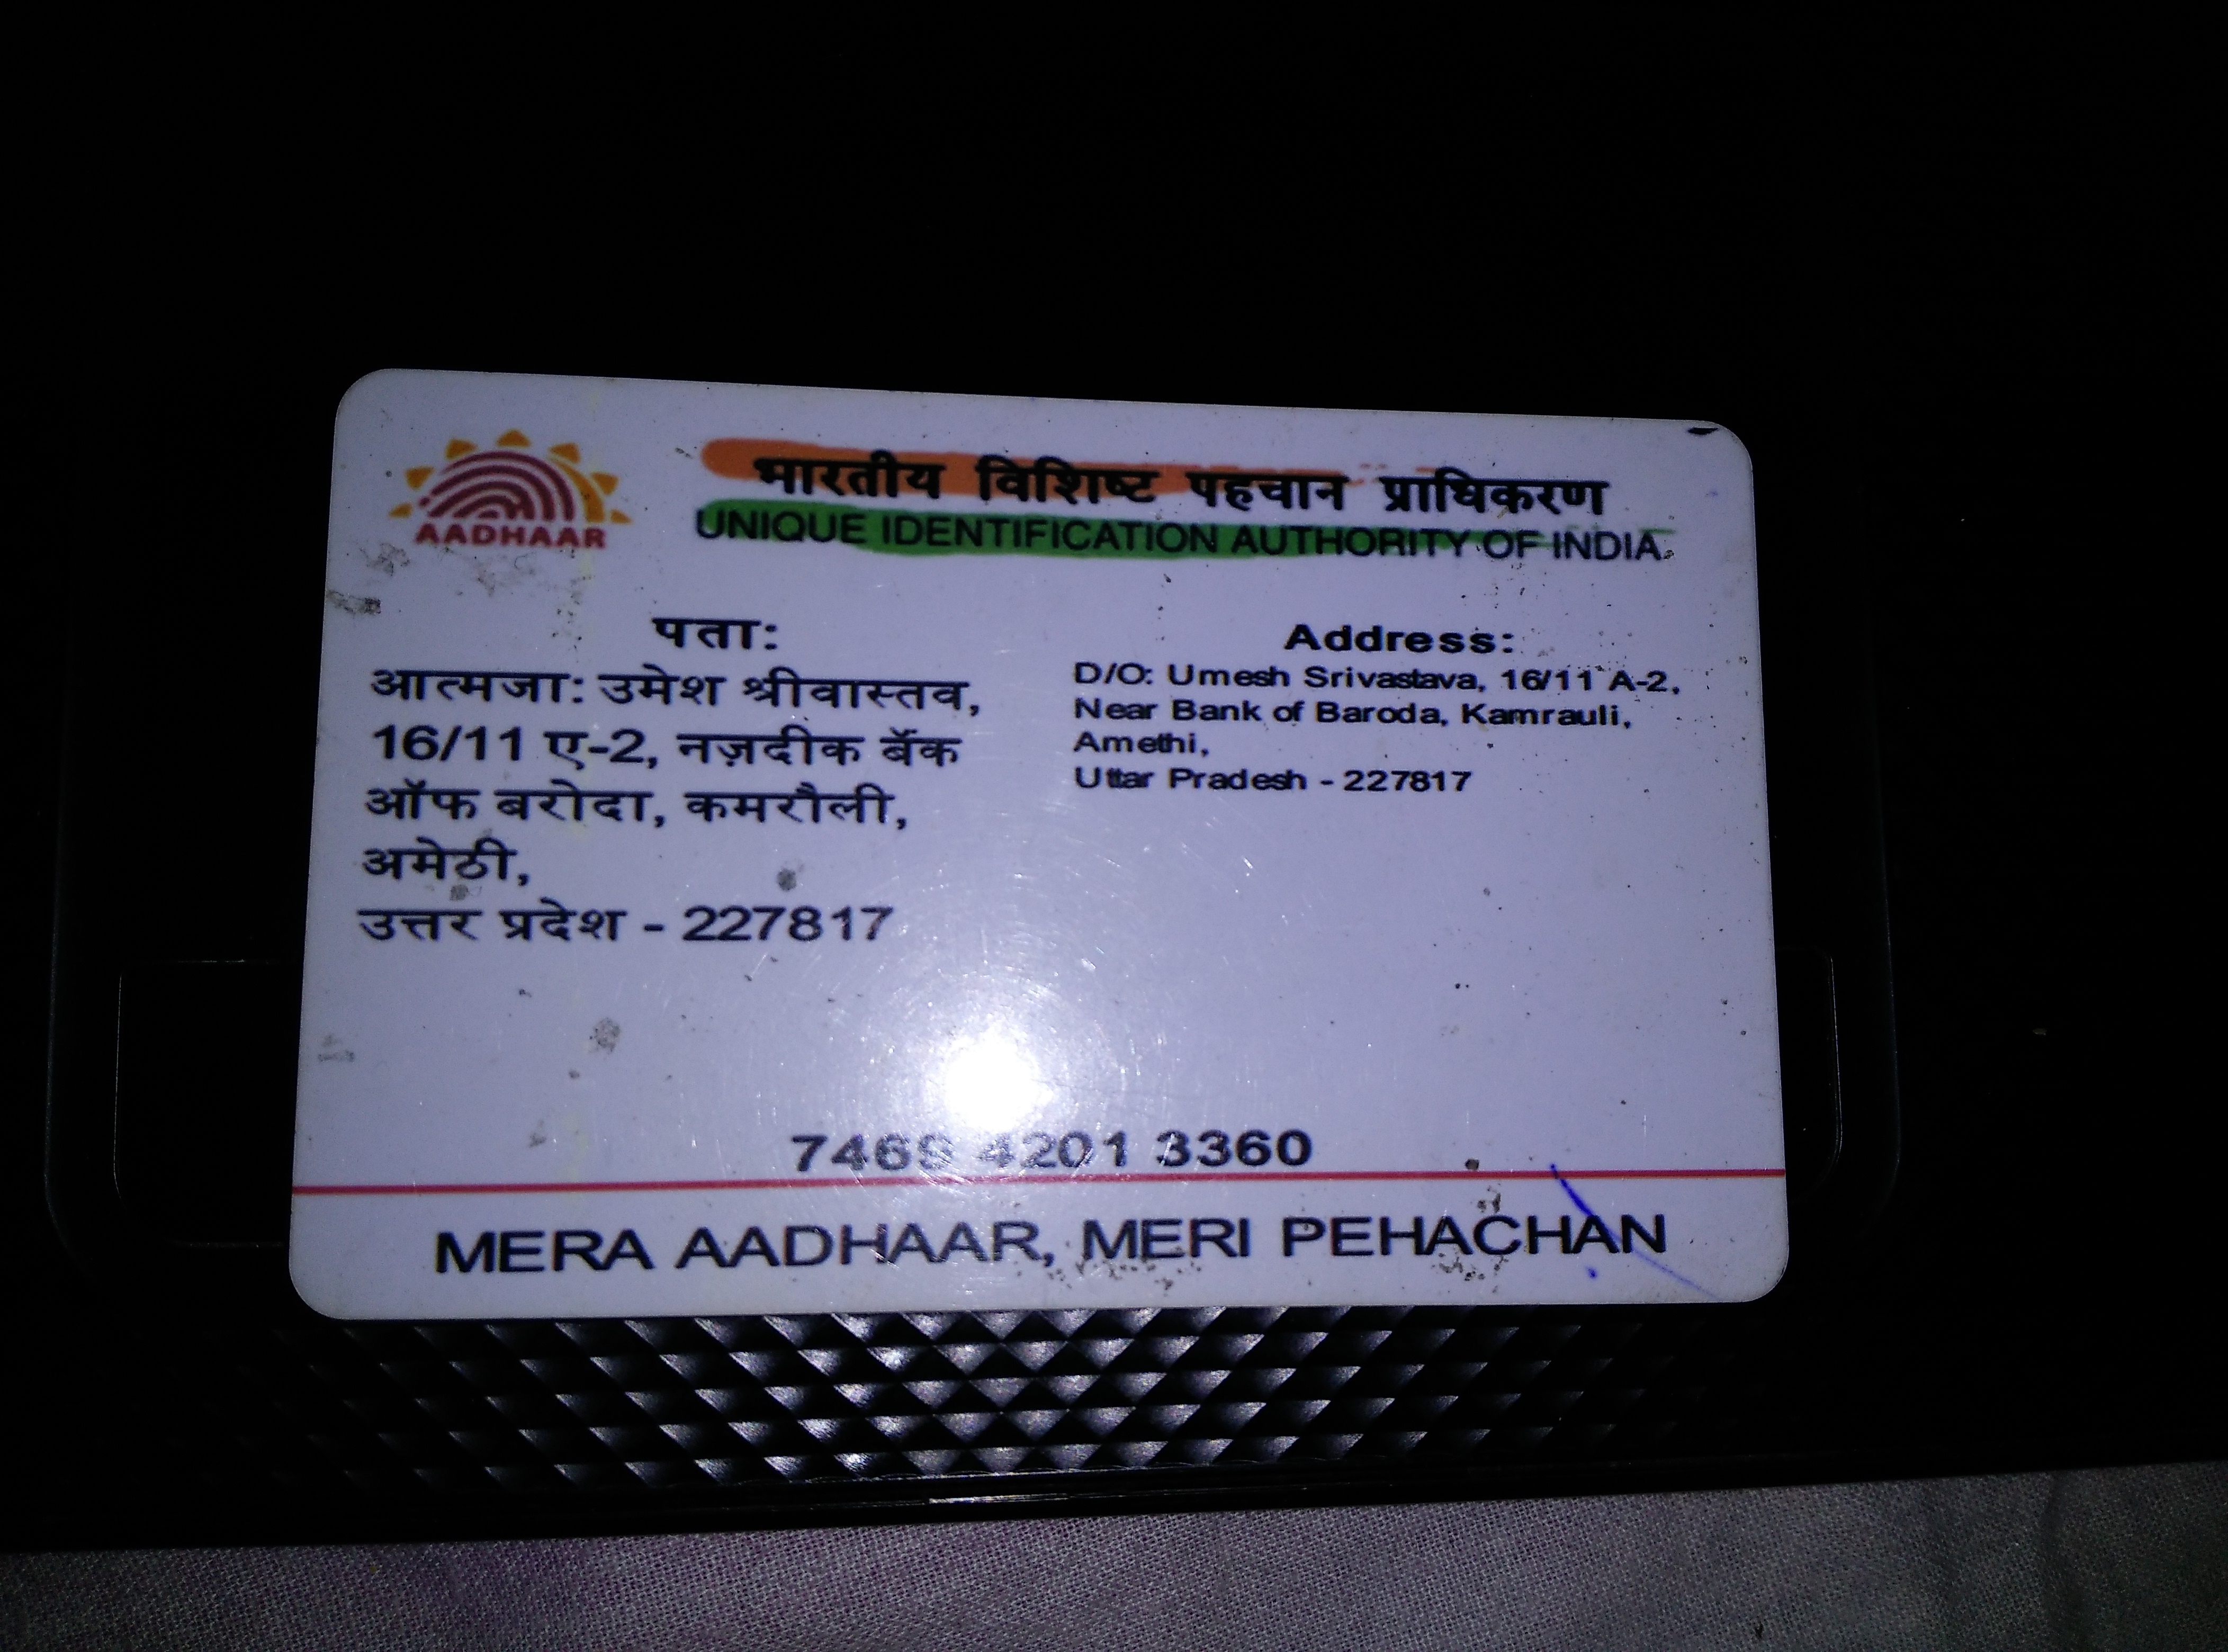 AADHAAR
भारतीय विशिष्ट पहचान प्राधिकरण
UNIQUE IDENTIFICATION AUTHORITY OF INDIA
पता:
आत्मजा: उमेश श्रीवास्तव,
16/11 ए-2, नज़दीक बॅक
ऑफ बरोदा, कमरौली,
अमेठी,
उत्तर प्रदेश - 227817
Address:
D/O: Umesh Srivastava, 16/11 A-2,
Near Bank of Baroda, Kamrauli,
Amethi,
Uttar Pradesh - 227817
4201 3360
MERA AADHAAR, MERI PEHACHAN